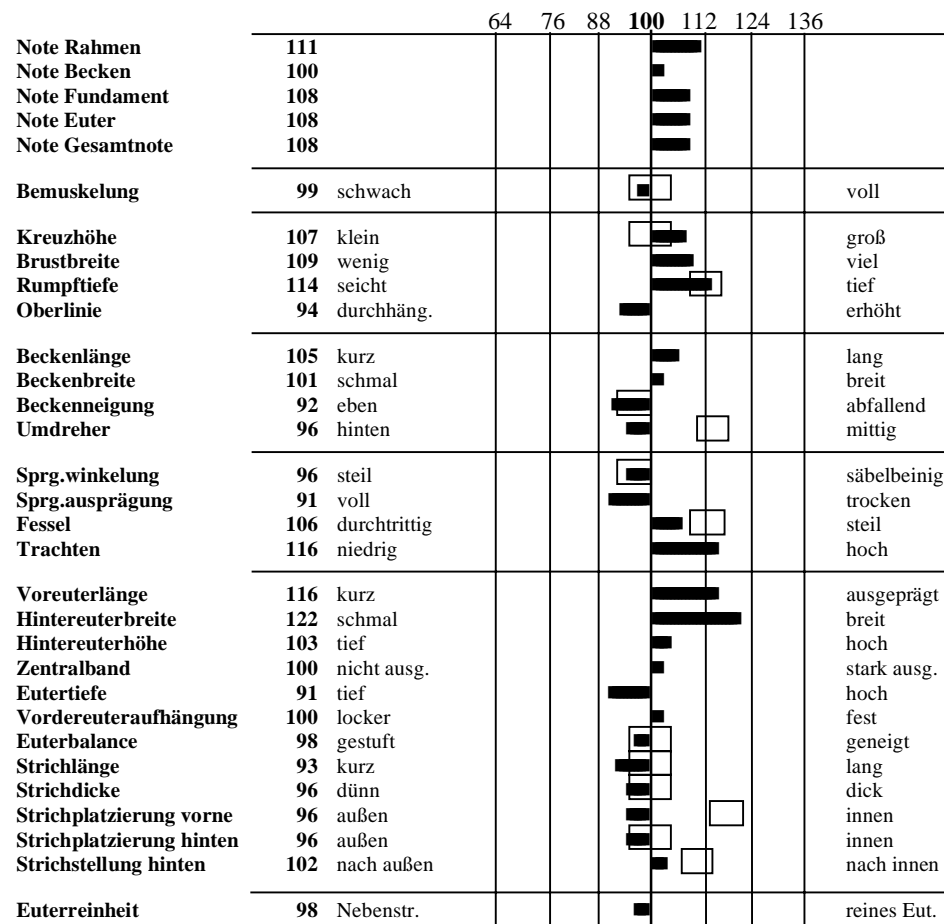 64 76 88 100 112 124 136
Note Rahmen 111
Note Becken 100
Note Fundament 108
Note Euter 108
Note Gesamtnote 108
Bemuskelung 99 schwach voll
Kreuzhöhe 107 klein groß
Brustbreite 109 wenig viel
Rumpftiefe 114 seicht tief
Oberlinie 94 durchhäng. erhöht
Beckenlänge 105 kurz lang
Beckenbreite 101 schmal breit
Beckenneigung 92 eben abfallend
Umdreher 96 hinten mittig
Sprg.winkelung 96 steil säbelbeinig
Sprg.ausprägung 91 voll trocken
Fessel 106 durchtrittig steil
Trachten 116 niedrig hoch
Voreuterlänge 116 kurz ausgeprägt
Hintereuterbreite 122 schmal breit
Hintereuterhöhe 103 tief hoch
Zentralband 100 nicht ausg. stark ausg.
Eutertiefe 91 tief hoch
Vordereuteraufhängung 100 locker fest
Euterbalance 98 gestuft geneigt
Strichlänge 93 kurz lang
Strichdicke 96 dünn dick
Strichplatzierung vorne 96 außen innen
Strichplatzierung hinten 96 außen innen
Strichstellung hinten 102 nach außen nach innen
Euterreinheit 98 Nebenstr. reines Eut.